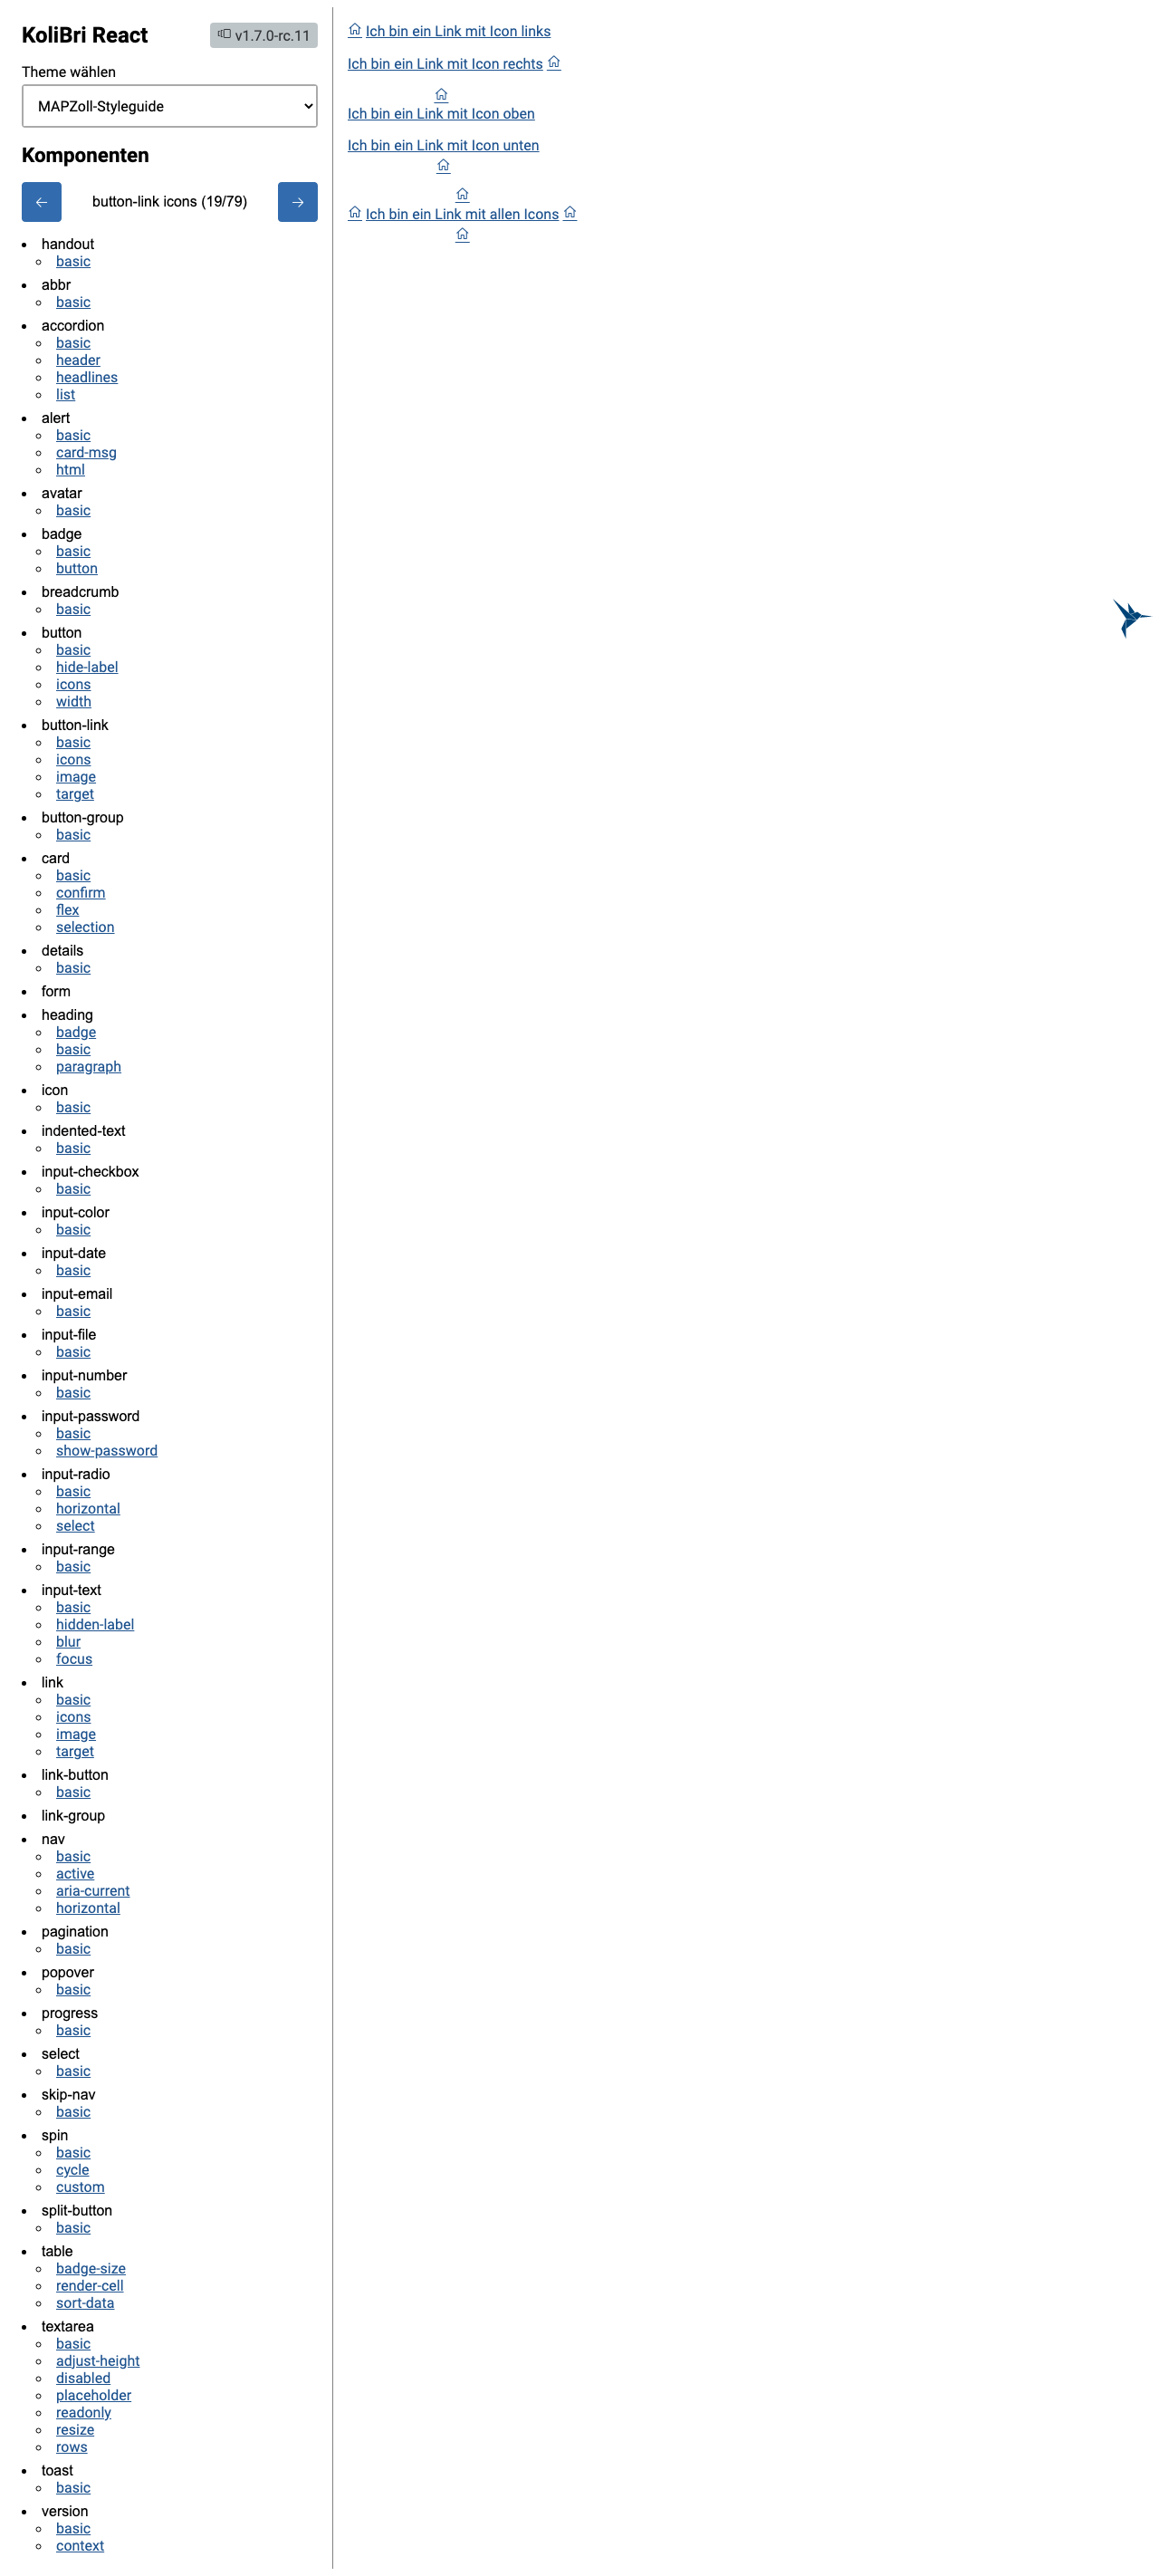 KoliBri React
v1.7.0-rc.11
Theme wählen
MAPZoll-Styleguide
Komponenten
button-link icons (19/79)
handout
basic
abbr
basic
accordion
basic
header
headlines
list
alert
basic
card-msg
html
avatar
basic
badge
basic
button
breadcrumb
basic
button
basic
hide-label
icons
width
button-link
basic
icons
image
target
button-group
basic
card
basic
confirm
flex
selection
details
basic
form
heading
badge
basic
paragraph
icon
basic
indented-text
basic
input-checkbox
basic
input-color
basic
input-date
basic
input-email
basic
input-file
basic
input-number
basic
input-password
basic
show-password
input-radio
basic
horizontal
select
input-range
basic
input-text
basic
hidden-label
blur
focus
link
basic
icons
image
target
link-button
basic
link-group
nav
basic
active
aria-current
horizontal
pagination
basic
popover
basic
progress
basic
select
basic
skip-nav
basic
spin
basic
cycle
custom
split-button
basic
table
badge-size
render-cell
sort-data
textarea
basic
adjust-height
disabled
placeholder
readonly
resize
rows
toast
basic
version
basic
context
Ich bin ein Link mit Icon links
Ich bin ein Link mit Icon rechts
Ich bin ein Link mit Icon oben
Ich bin ein Link mit Icon unten
Ich bin ein Link mit allen Icons